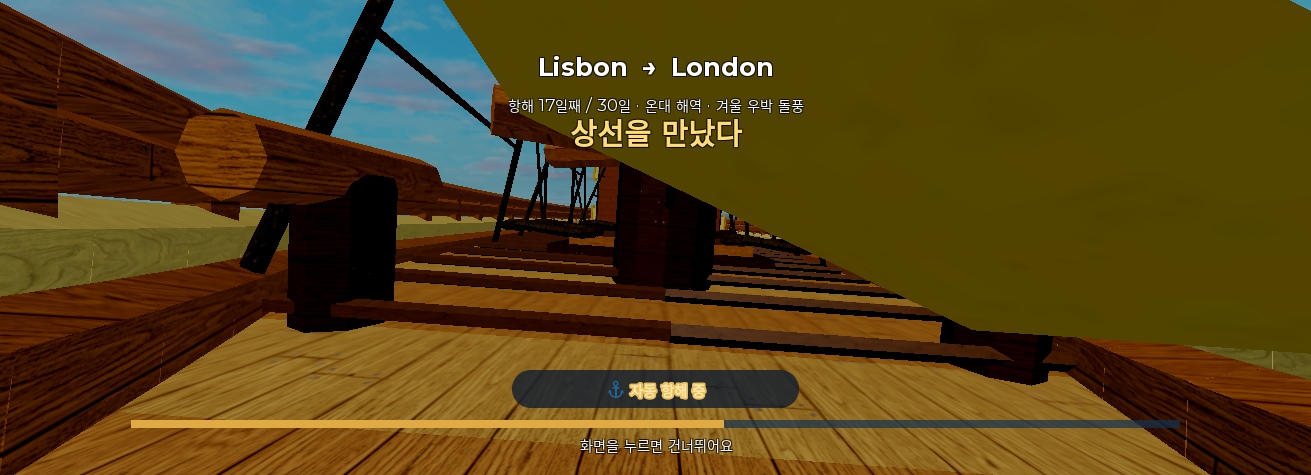 Lisbon → London
항해 17일째 / 30일 · 온대 해역 · 겨울 우박 돌풍
상선을 만났다
⚓ 자동 항해 중
화면을 누르면 건너뛰어요